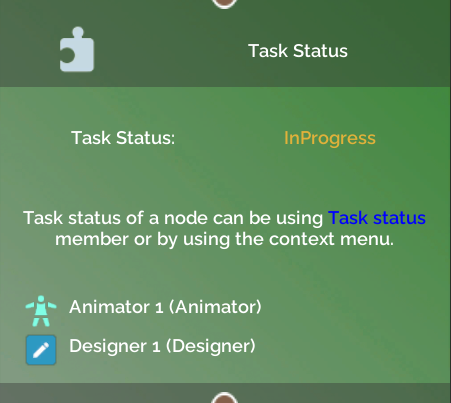 Task Status
Task Status: InProgress
Task status of a node can be using Task status
member or by using the context menu.
Animator 1 (Animator)
Designer 1 (Designer)